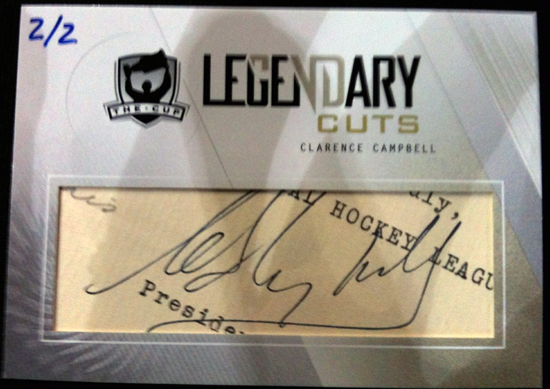 2/2
THE·CUP
LEGENDARY
CUTS
CLARENCE CAMPBELL
HOCKEY LEAGU
Preside